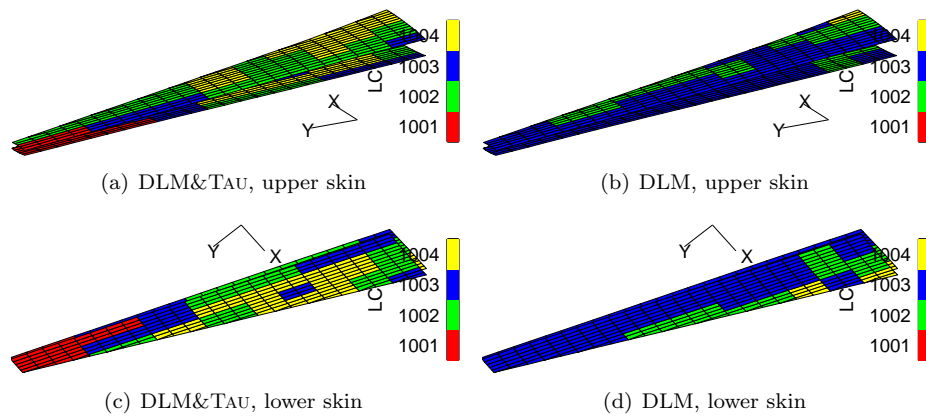 1004
1003
LC
1002
1001
X
Y
(a) DLM&TAU, upper skin
1004
1003
LC
1002
1001
X
Y
(b) DLM, upper skin
Y
X
1004
1003
LC
1002
1001
(c) DLM&TAU, lower skin
Y
X
1004
1003
LC
1002
1001
(d) DLM, lower skin